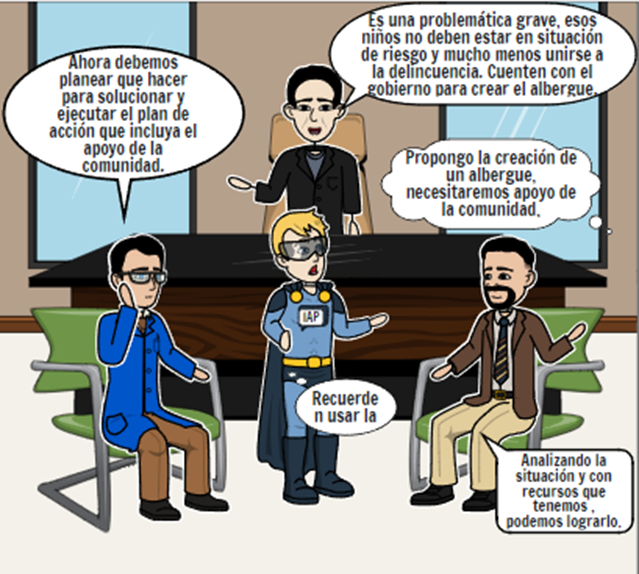 Ahora debemos
planear que hacer
para solucionar y
ejecutar el plan de
acción que incluya el
apoyo de la
comunidad.
Es una problemática grave, esos
niños no deben estar en situación
de riesgo y mucho menos unirse a
la delincuencia. Cuenten con el
gobierno para crear el albergue.
Propongo la creación de
un albergue,
necesitaremos apoyo de
la comunidad.
IAP
Recuerde
n usar la
Analizando la
situación y con
recursos que
tenemos ,
podemos lograrlo.